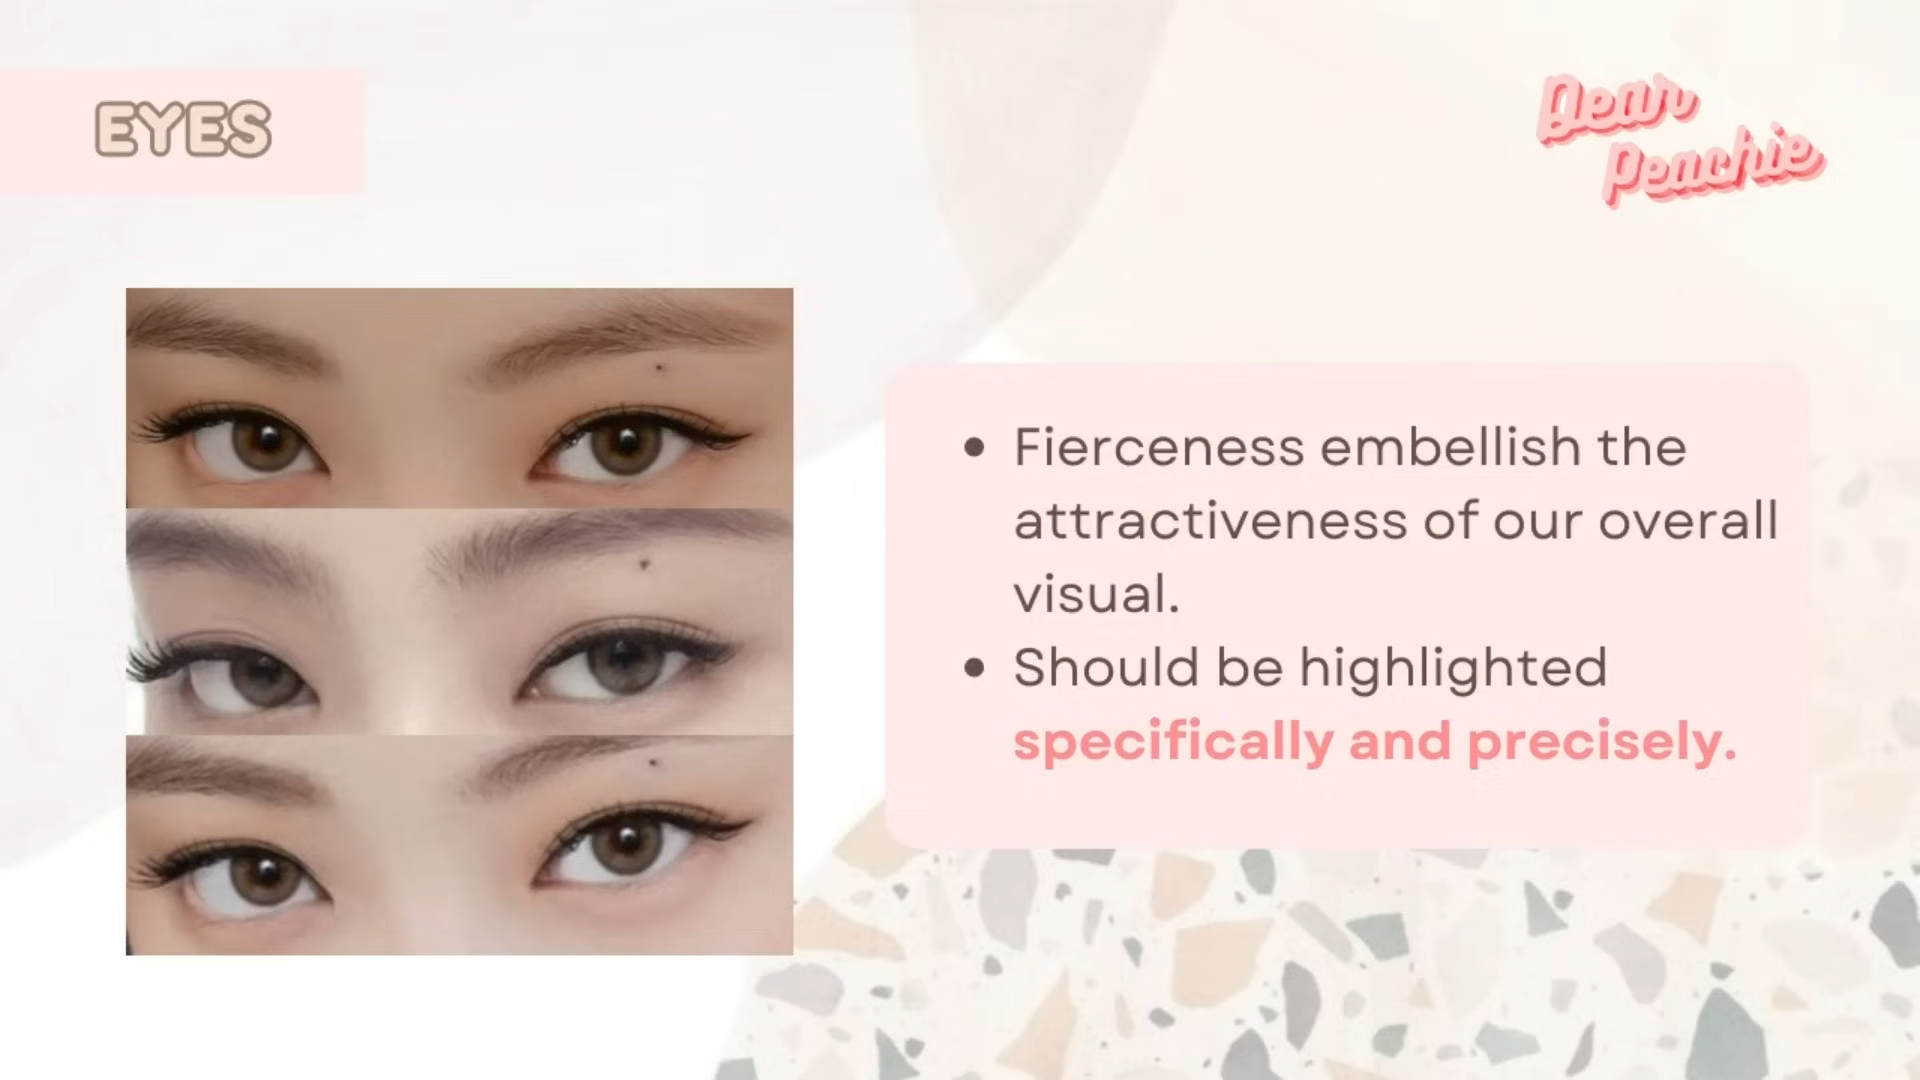 EYES
Dear
Peachie
• Fierceness embellish the
attractiveness of our overall
visual.
• Should be highlighted
specifically and precisely.